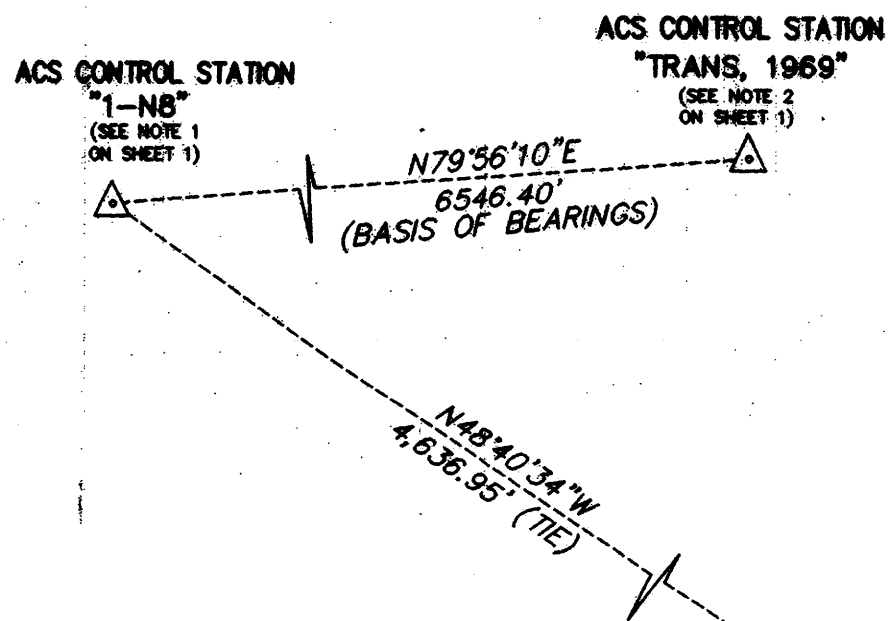 ACS CONTROL STATION
"1-N8"
(SEE NOTE 1
ON SHEET 1)
ACS CONTROL STATION
"TRANS, 1969"
(SEE NOTE 2
ON SHEET 1)
N79°56'10"E
6546.40'
(BASIS OF BEARINGS)
N48°40'34"W
4,636.95' (TIE)